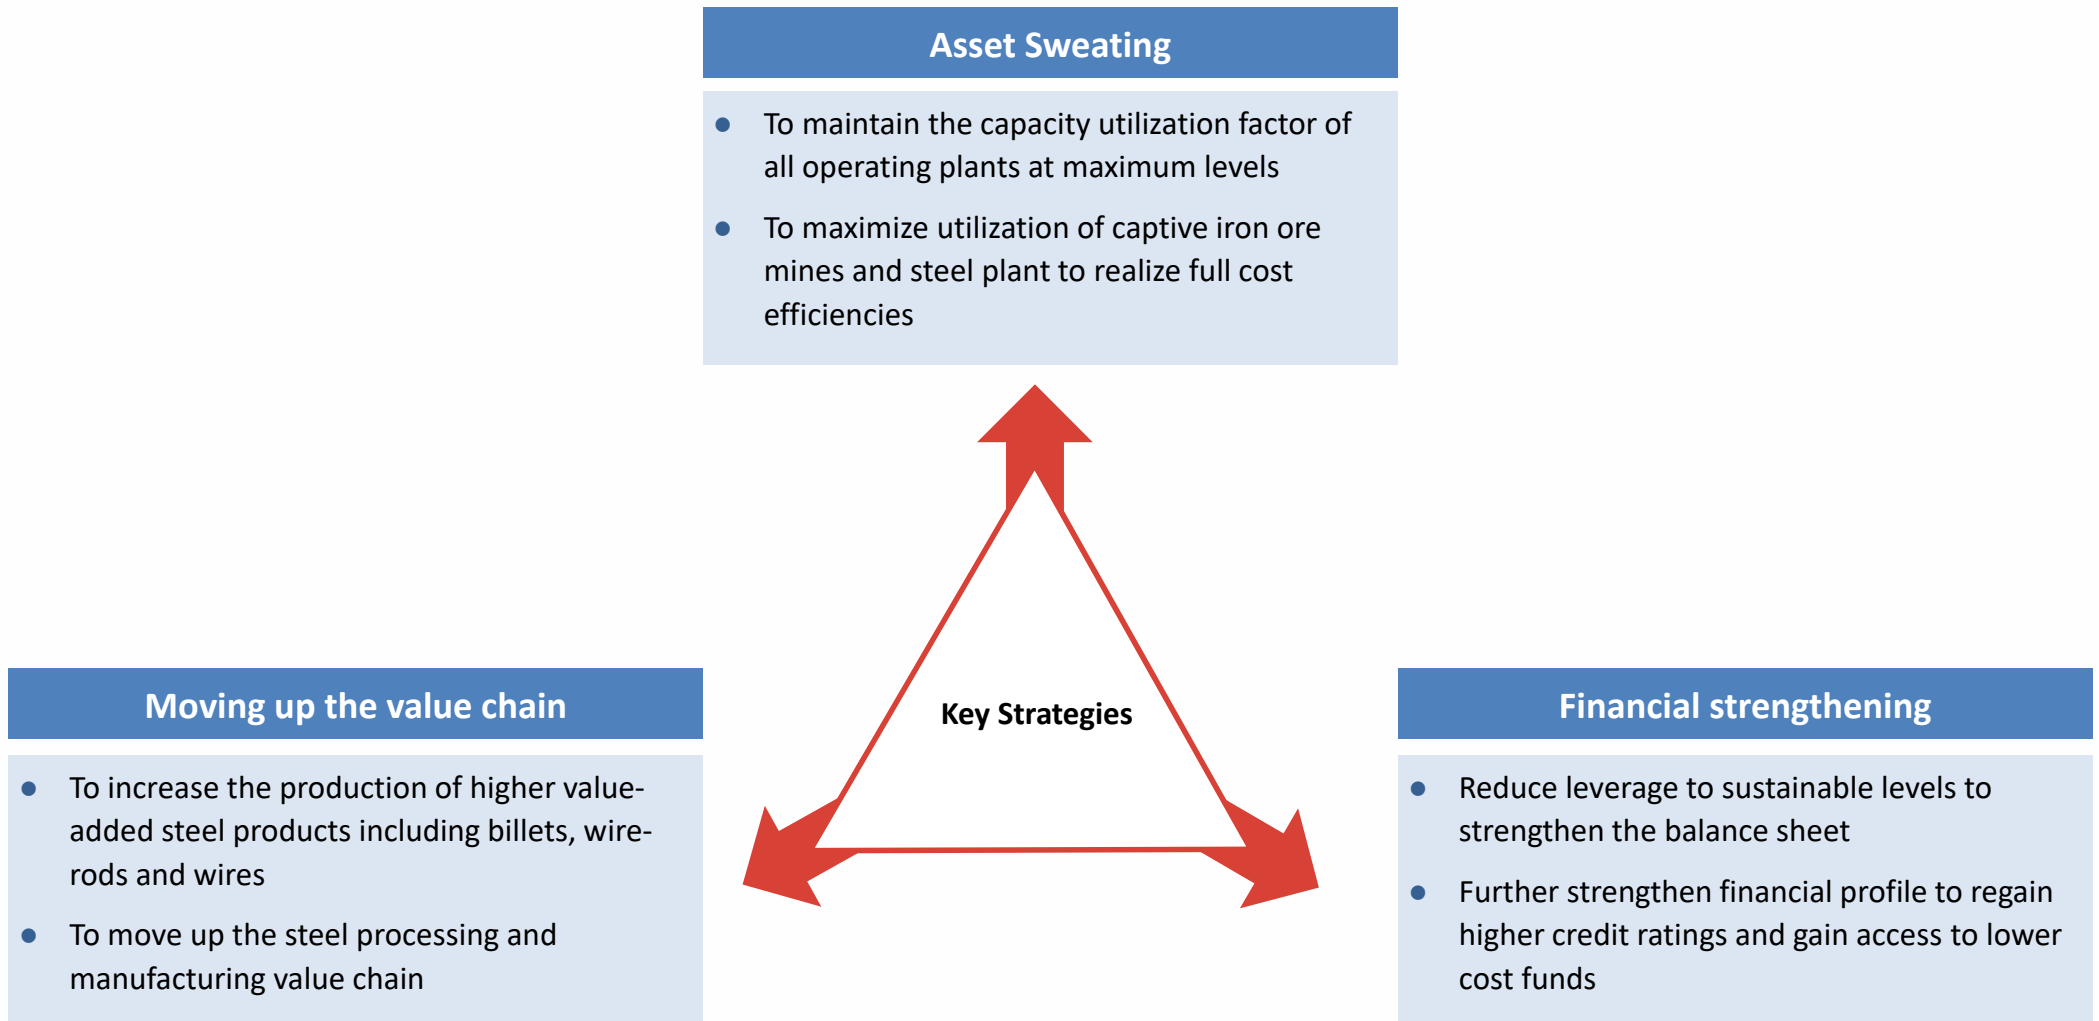 Asset Sweating
● To maintain the capacity utilization factor of
all operating plants at maximum levels
● To maximize utilization of captive iron ore
mines and steel plant to realize full cost
efficiencies
Key Strategies
Moving up the value chain
● To increase the production of higher value-
added steel products including billets, wire-
rods and wires
● To move up the steel processing and
manufacturing value chain
Financial strengthening
● Reduce leverage to sustainable levels to
strengthen the balance sheet
● Further strengthen financial profile to regain
higher credit ratings and gain access to lower
cost funds